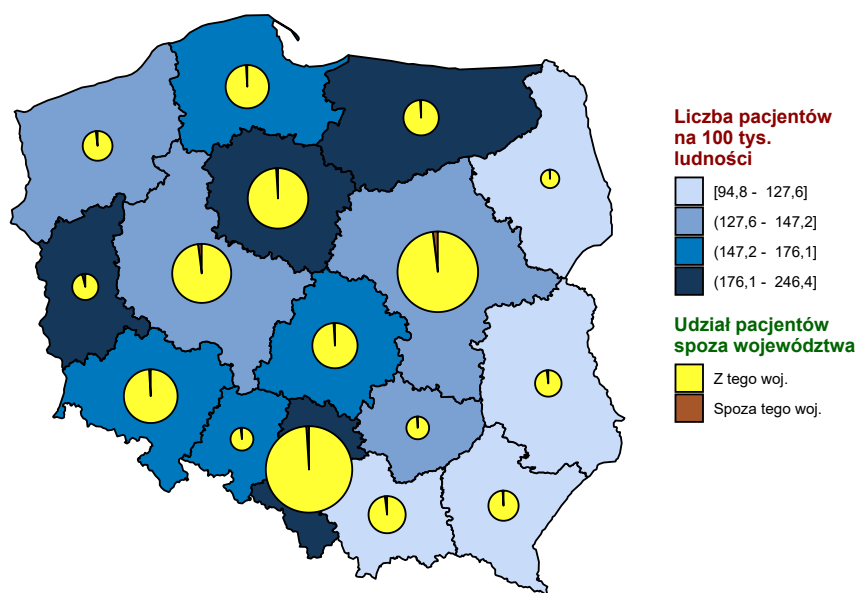 Liczba pacjentów
na 100 tys.
ludności
[94,8 - 127,6]
(127,6 - 147,2]
(147,2 - 176,1]
(176,1 - 246,4]
Udział pacjentów
spoza województwa
Z tego woj.
Spoza tego woj.